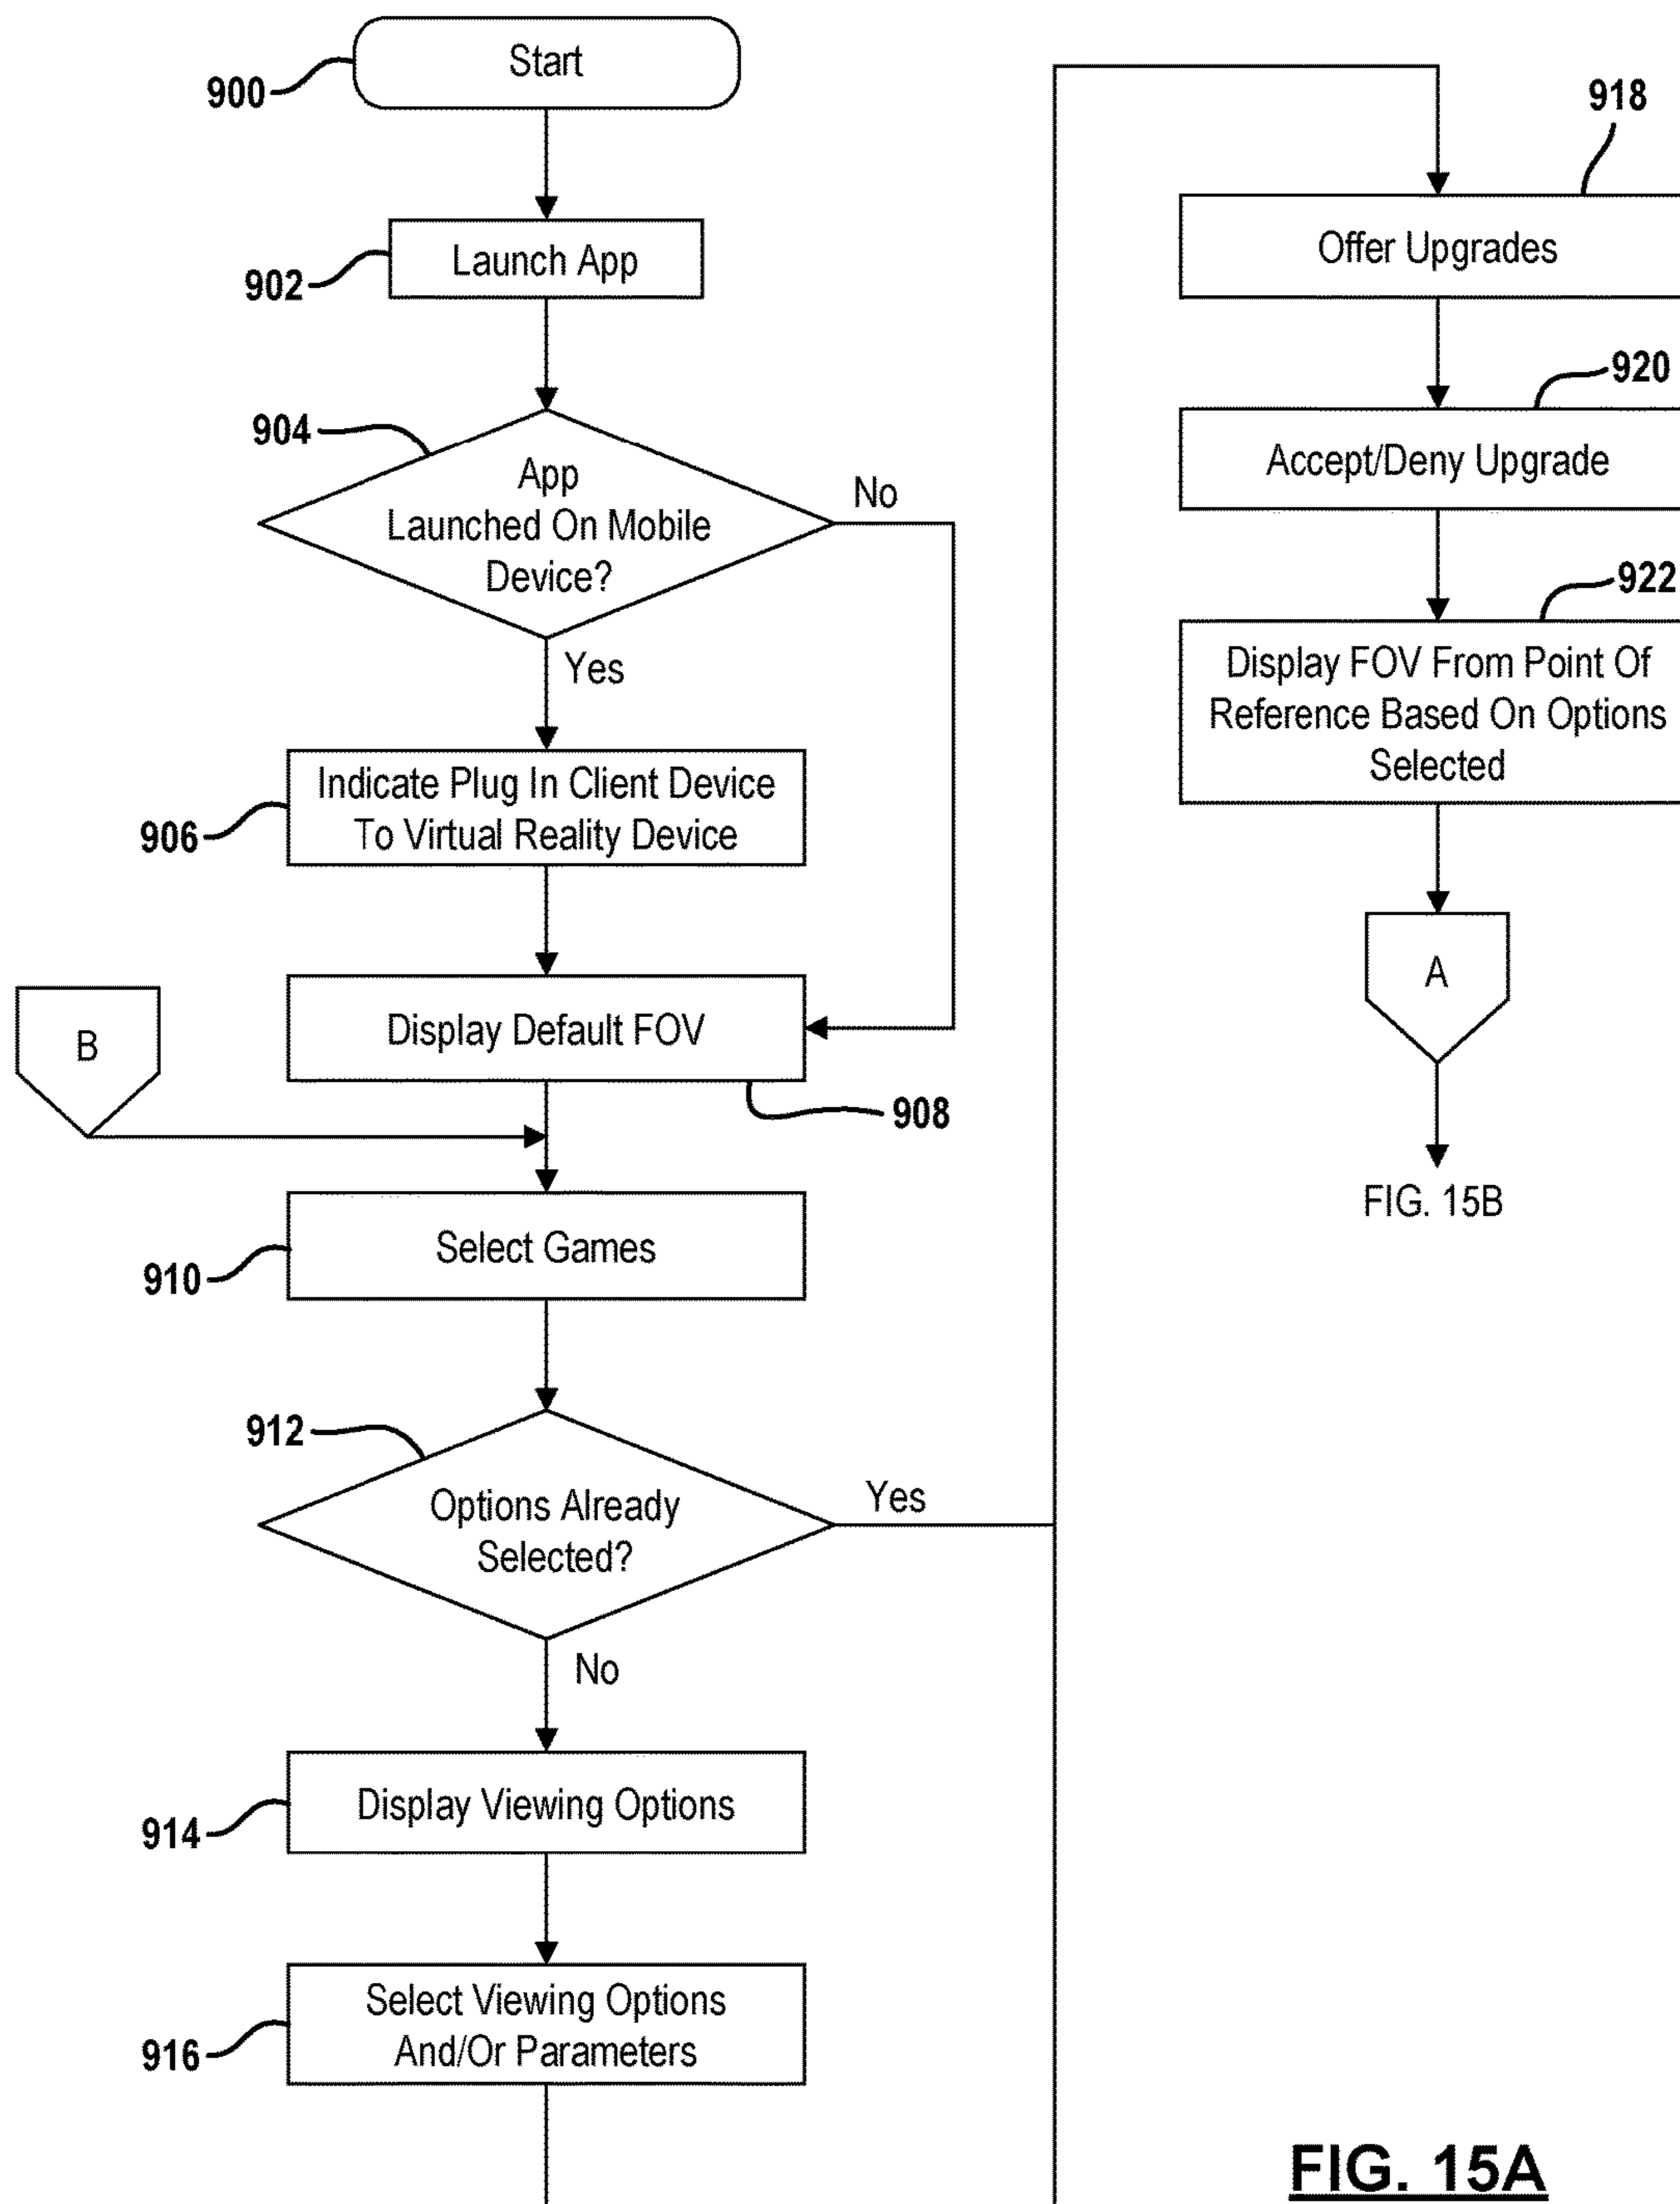 900
Start
902
Launch App
904
App
Launched On Mobile
Device?
No
Yes
906
Indicate Plug In Client Device
To Virtual Reality Device
B
Display Default FOV
908
910
Select Games
912
Options Already
Selected?
Yes
No
914
Display Viewing Options
916
Select Viewing Options
And/Or Parameters
918
Offer Upgrades
920
Accept/Deny Upgrade
922
Display FOV From Point Of
Reference Based On Options
Selected
A
FIG. 15B
FIG. 15A